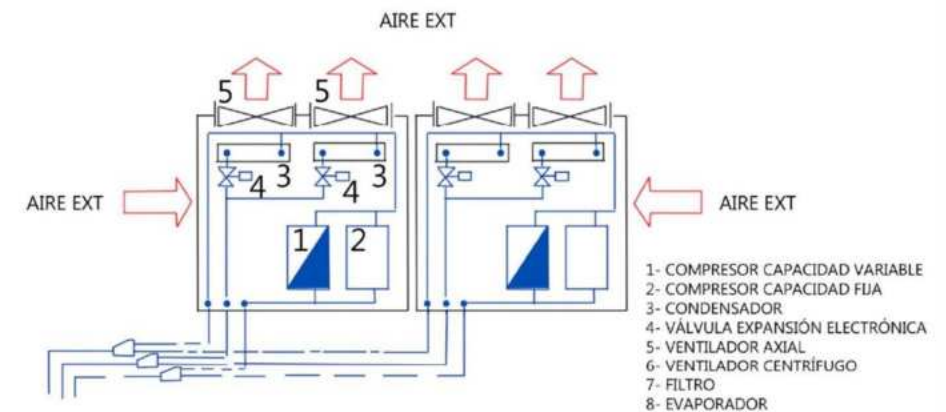 AIRE EXT
5 5
4 3 4 3
AIRE EXT
AIRE EXT
1 2
1- COMPRESOR CAPACIDAD VARIABLE
2- COMPRESOR CAPACIDAD FIJA
3- CONDENSADOR
4- VÁLVULA EXPANSIÓN ELECTRÓNICA
5- VENTILADOR AXIAL
6- VENTILADOR CENTRÍFUGO
7- FILTRO
8- EVAPORADOR